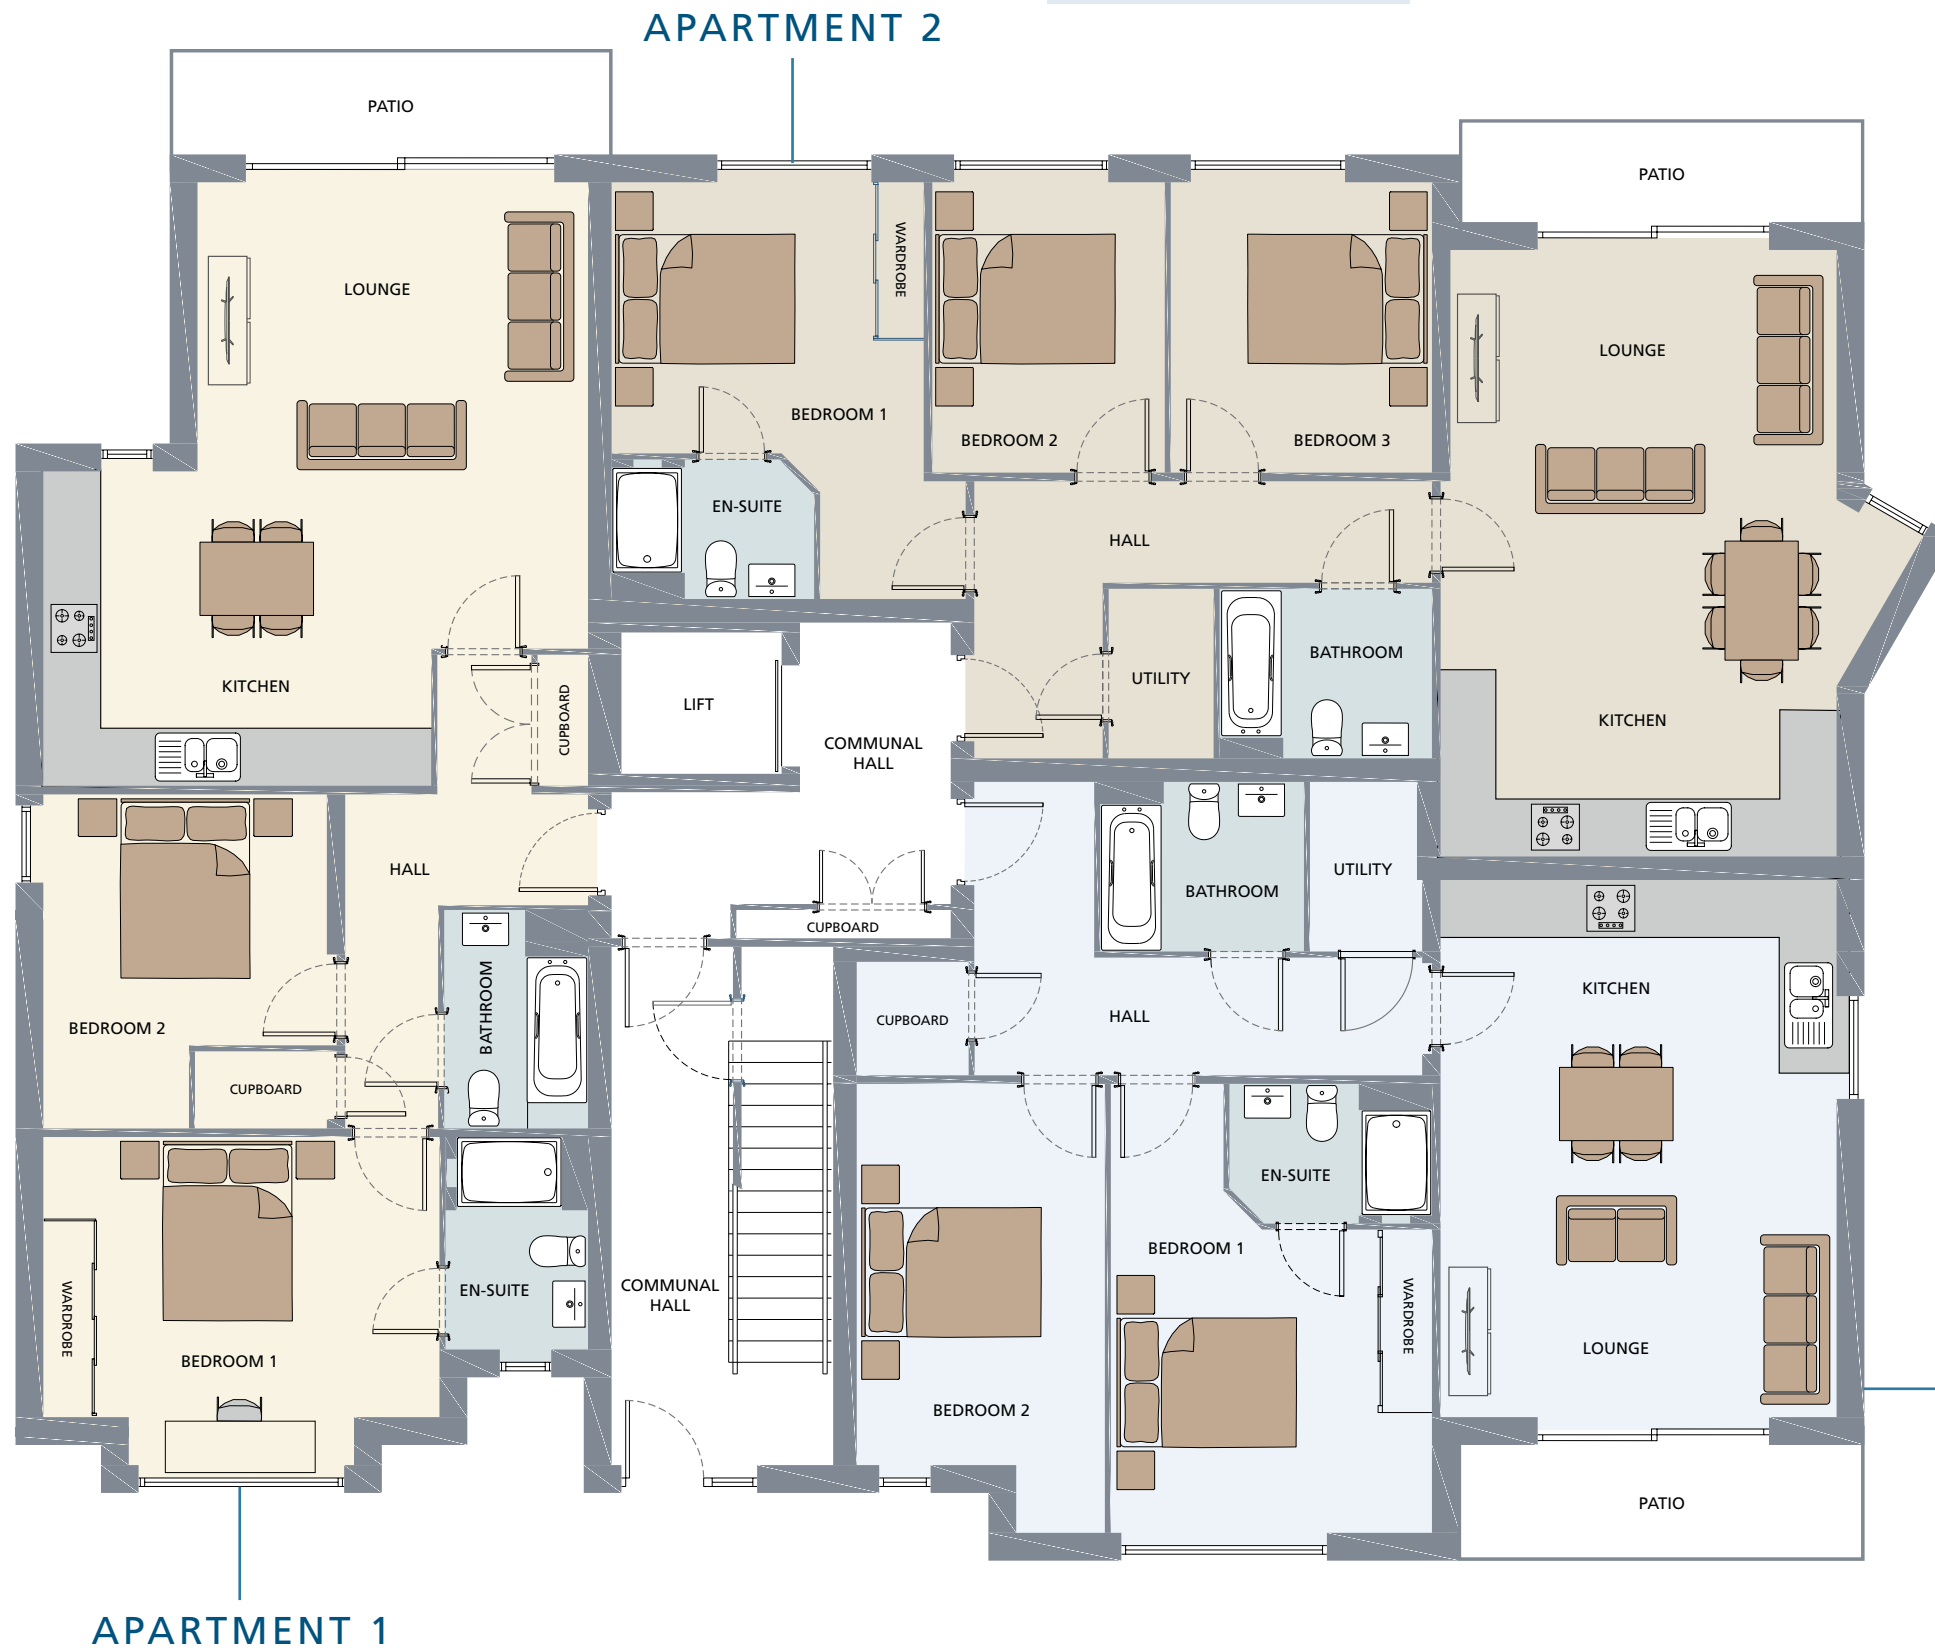 APARTMENT 2
PATIO
PATIO
LOUNGE
WARDROBE
LOUNGE
BEDROOM 1
BEDROOM 2
BEDROOM 3
EN-SUITE
HALL
KITCHEN
CUPBOARD
LIFT
COMMUNAL
HALL
UTILITY
BATHROOM
KITCHEN
HALL
BATHROOM
UTILITY
CUPBOARD
BEDROOM 2
BATHROOM
CUPBOARD
HALL
KITCHEN
CUPBOARD
EN-SUITE
BEDROOM 1
WARDROBE
EN-SUITE
COMMUNAL
HALL
WARDROBE
LOUNGE
BEDROOM 1
BEDROOM 2
PATIO
APARTMENT 1